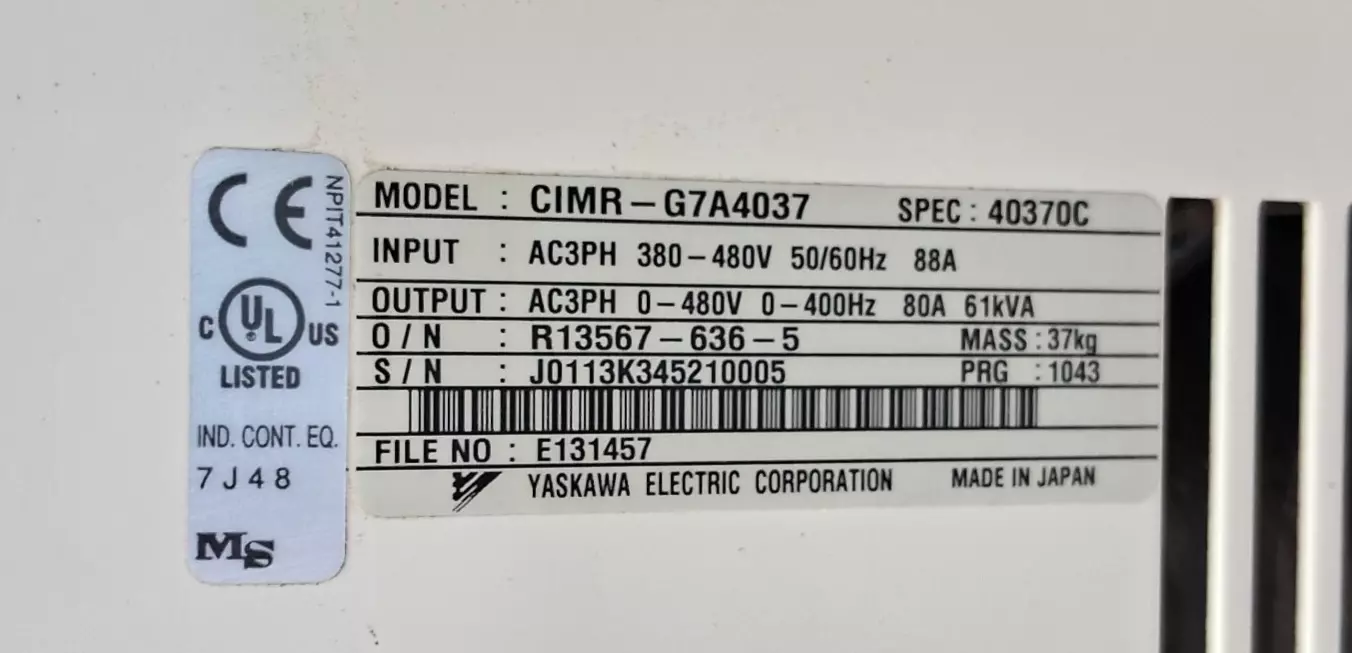 CE
NPIT41277-1
C UL US
LISTED
IND. CONT. EQ.
7J48
MS
MODEL : CIMR-G7A4037 SPEC : 40370C
INPUT : AC3PH 380-480V 50/60Hz 88A
OUTPUT : AC3PH 0-480V 0-400Hz 80A 61kVA
O/N : R13567-636-5 MASS : 37kg
S/N : J0113K345210005 PRG : 1043
FILE NO : E131457
YASKAWA ELECTRIC CORPORATION MADE IN JAPAN